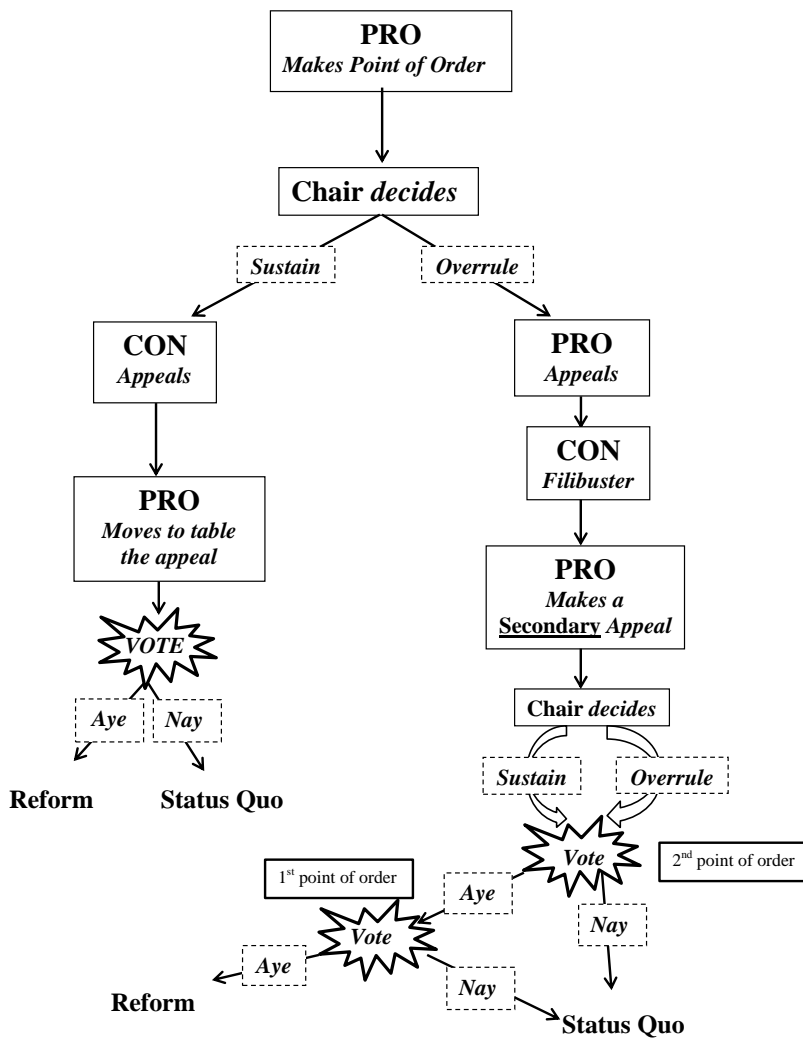 PRO
Makes Point of Order
Chair decides
Sustain
Overrule
CON
Appeals
PRO
Appeals
CON
Filibuster
PRO
Moves to table
the appeal
PRO
Makes a
Secondary Appeal
VOTE
Aye
Nay
Reform
Status Quo
Chair decides
Sustain
Overrule
Vote
2nd point of order
1st point of order
Aye
Nay
Vote
Aye
Nay
Reform
Status Quo